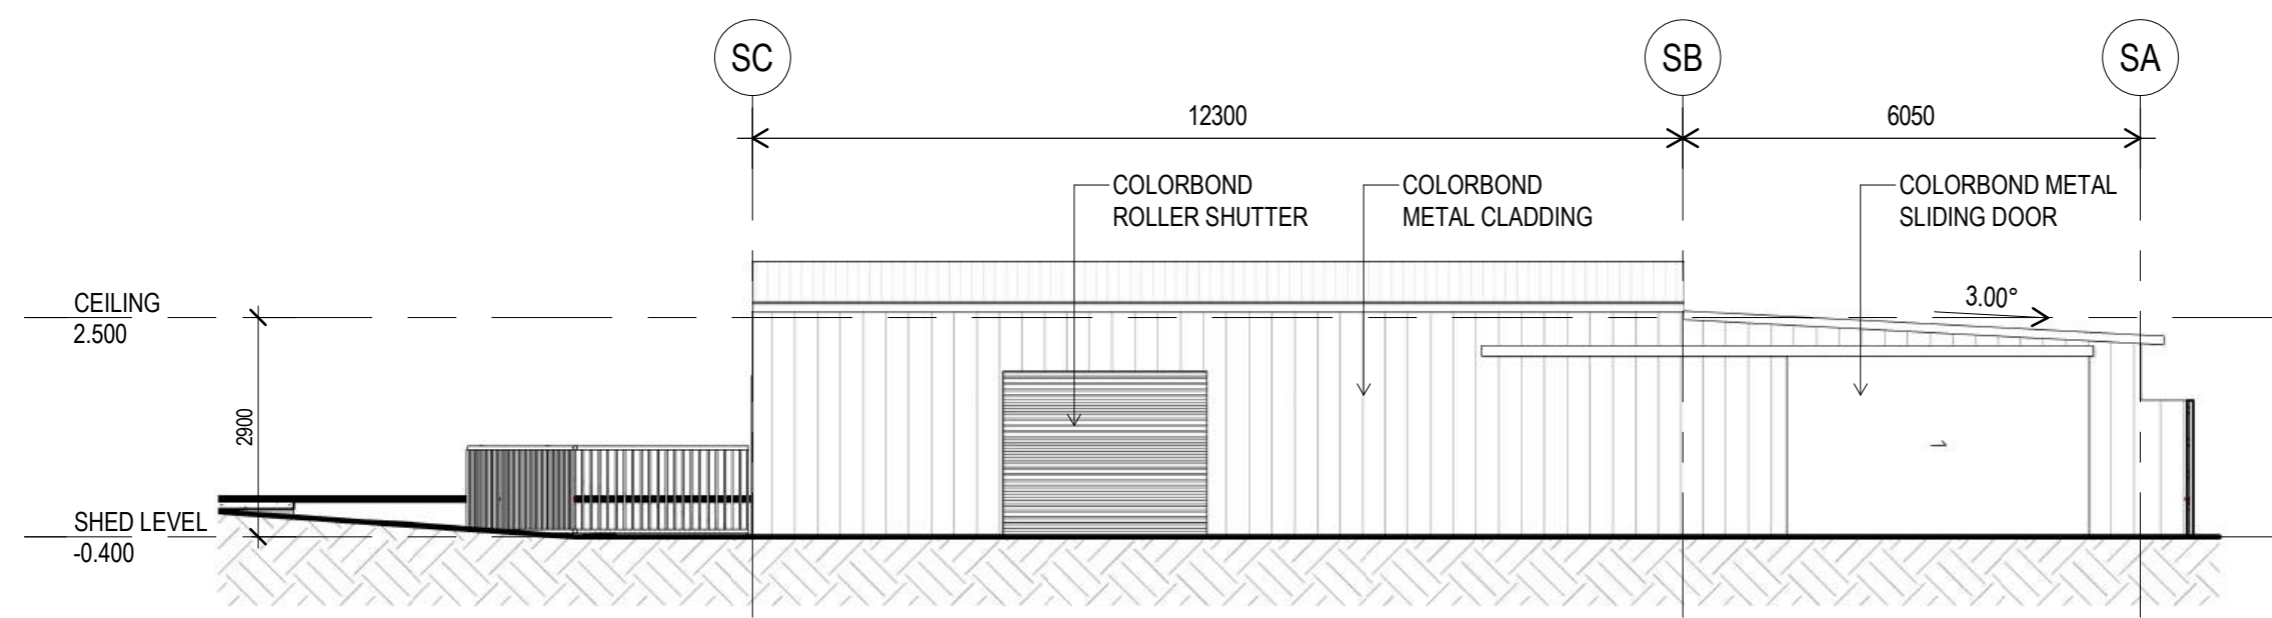 SC
SB
SA
12300
6050
COLORBOND
ROLLER SHUTTER
COLORBOND
METAL CLADDING
COLORBOND METAL
SLIDING DOOR
CEILING
2.500
3.00°
2900
SHED LEVEL
-0.400